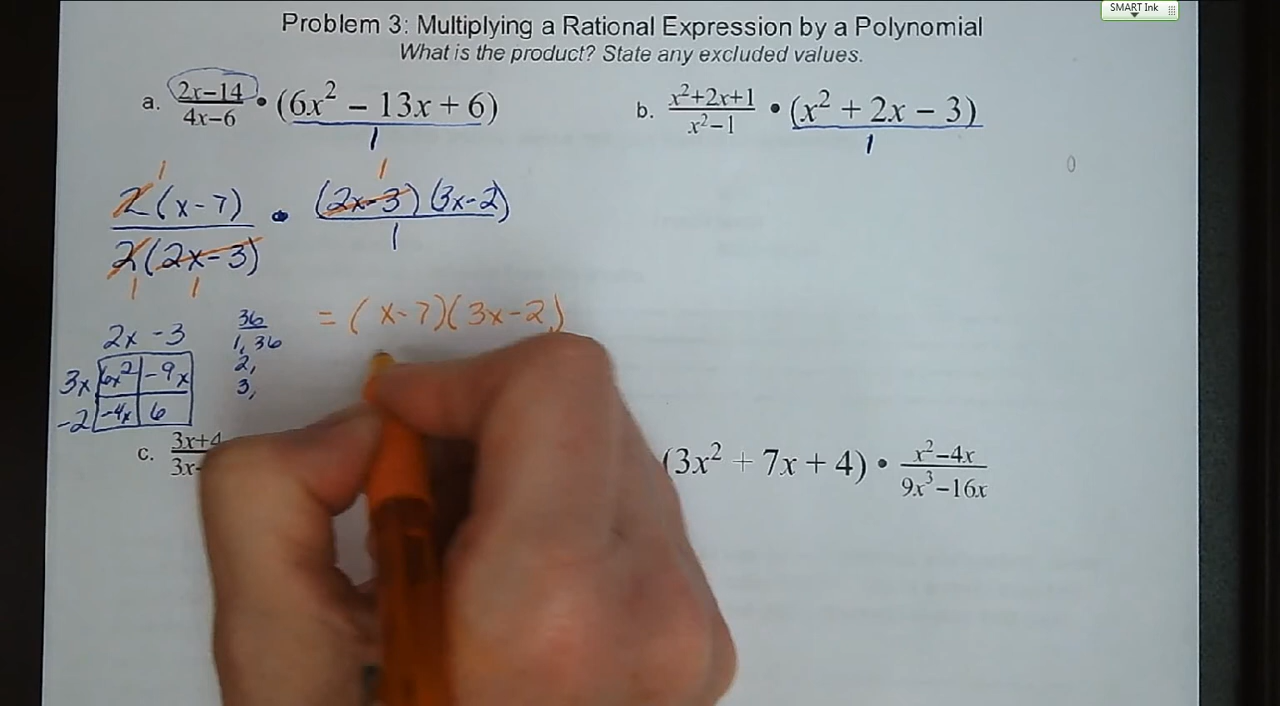 SMART Ink
Problem 3: Multiplying a Rational Expression by a Polynomial
What is the product? State any excluded values.
a. (2x−14)/(4x−6) • (6x² − 13x + 6)
1
b. (x²+2x+1)/(x²−1) • (x² + 2x − 3)
1
0
1 1
2(x-7) • (2x-3)(3x-2)
2(2x-3) 1
1 1
= (x-7)(3x-2)
2x -3
3x 6x² -9x
-2 -4x 6
36
1, 36
2,
3,
c. 3x+4
3x-
(3x² + 7x + 4) • (x²−4x)/(9x³−16x)